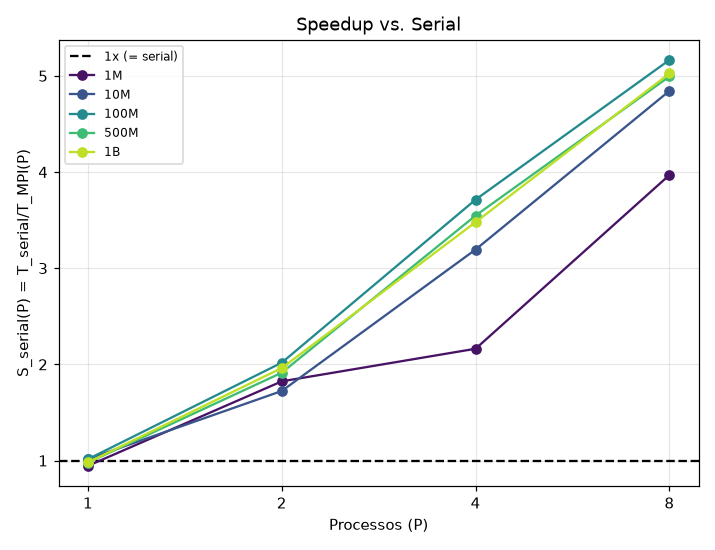 Speedup vs. Serial
1x (= serial)
1M
10M
100M
500M
1B
S_serial(P) = T_serial/T_MPI(P)
5
4
3
2
1
1 2 4 8
Processos (P)